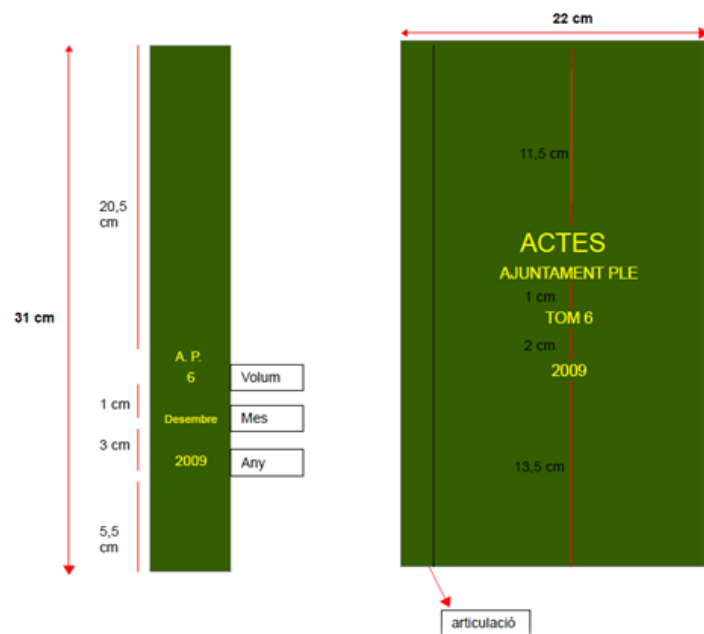 22 cm
31 cm
20,5
cm
1 cm
3 cm
5,5
cm
A. P.
6
Desembre
2009
Volum
Mes
Any
11,5 cm
ACTES
AJUNTAMENT PLE
1 cm
TOM 6
2 cm
2009
13,5 cm
articulació